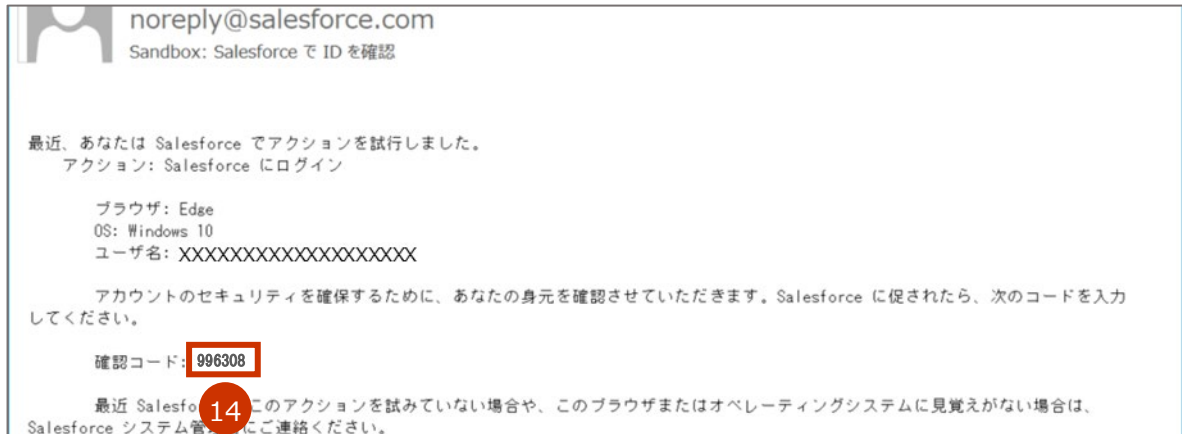 noreply@salesforce.com
Sandbox: Salesforce で ID を確認
最近、あなたは Salesforce でアクションを試行しました。
アクション: Salesforce にログイン
ブラウザ: Edge
OS: Windows 10
ユーザ名: XXXXXXXXXXXXXXXXXXX
アカウントのセキュリティを確保するために、あなたの身元を確認させていただきます。Salesforce に促されたら、次のコードを入力
してください。
確認コード: 996308
最近 Salesfo 14 このアクションを試みていない場合や、このブラウザまたはオペレーティングシステムに見覚えがない場合は、
Salesforce システム管 にご連絡ください。